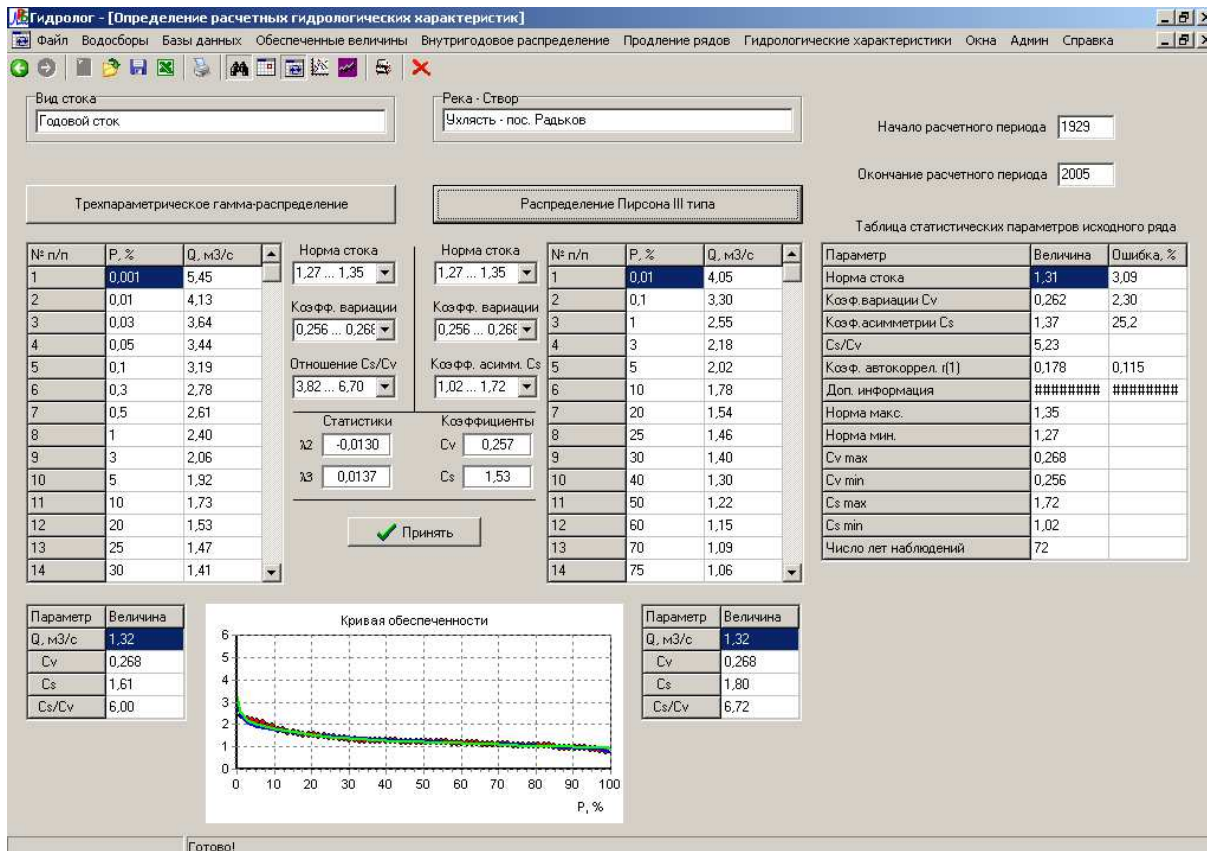 Гидролог - [Определение расчетных гидрологических характеристик]
Файл Водосборы Базы данных Обеспеченные величины Внутригодовое распределение Продление рядов Гидрологические характеристики Окна Админ Справка
Вид стока
Годовой сток
Река - Створ
Ухлясть - пос. Радьков
Начало расчетного периода 1929
Окончание расчетного периода 2005
Трехпараметрическое гамма-распределение
Распределение Пирсона III типа
№ п/п P, % Q, м3/с
1 0,001 5,45
2 0,01 4,13
3 0,03 3,64
4 0,05 3,44
5 0,1 3,19
6 0,3 2,78
7 0,5 2,61
8 1 2,40
9 3 2,06
10 5 1,92
11 10 1,73
12 20 1,53
13 25 1,47
14 30 1,41
Норма стока
1,27 ... 1,35
Коэфф. вариации
0,256 ... 0,268
Отношение Cs/Cv
3,82 ... 6,70
Норма стока
1,27 ... 1,35
Коэфф. вариации
0,256 ... 0,268
Коэфф. асимм. Cs
1,02 ... 1,72
Статистики
λ2 -0,0130
λ3 0,0137
Коэффициенты
Cv 0,257
Cs 1,53
Принять
№ п/п P, % Q, м3/с
1 0,01 4,05
2 0,1 3,30
3 1 2,55
4 3 2,18
5 5 2,02
6 10 1,78
7 20 1,54
8 25 1,46
9 30 1,40
10 40 1,30
11 50 1,22
12 60 1,15
13 70 1,09
14 75 1,06
Таблица статистических параметров исходного ряда
Параметр Величина Ошибка, %
Норма стока 1,31 3,09
Коэф.вариации Cv 0,262 2,30
Коэф.асимметрии Cs 1,37 25,2
Cs/Cv 5,23
Коэф. автокоррел. r(1) 0,178 0,115
Доп. информация ######## ########
Норма макс. 1,35
Норма мин. 1,27
Cv max 0,268
Cv min 0,256
Cs max 1,72
Cs min 1,02
Число лет наблюдений 72
Параметр Величина
Q, м3/с 1,32
Cv 0,268
Cs 1,61
Cs/Cv 6,00
Кривая обеспеченности
6
5
4
3
2
1
0
0 10 20 30 40 50 60 70 80 90 100
P, %
Параметр Величина
Q, м3/с 1,32
Cv 0,268
Cs 1,80
Cs/Cv 6,72
Готово!